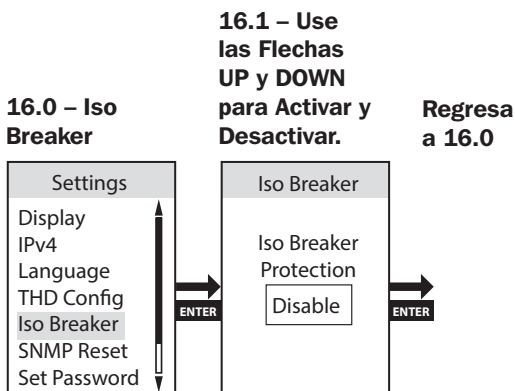 16.0 – Iso
Breaker
16.1 – Use
las Flechas
UP y DOWN
para Activar y
Desactivar.
Regresa
a 16.0
Settings
Display
IPv4
Language
THD Config
Iso Breaker
SNMP Reset
Set Password
ENTER
Iso Breaker
Iso Breaker
Protection
Disable
ENTER